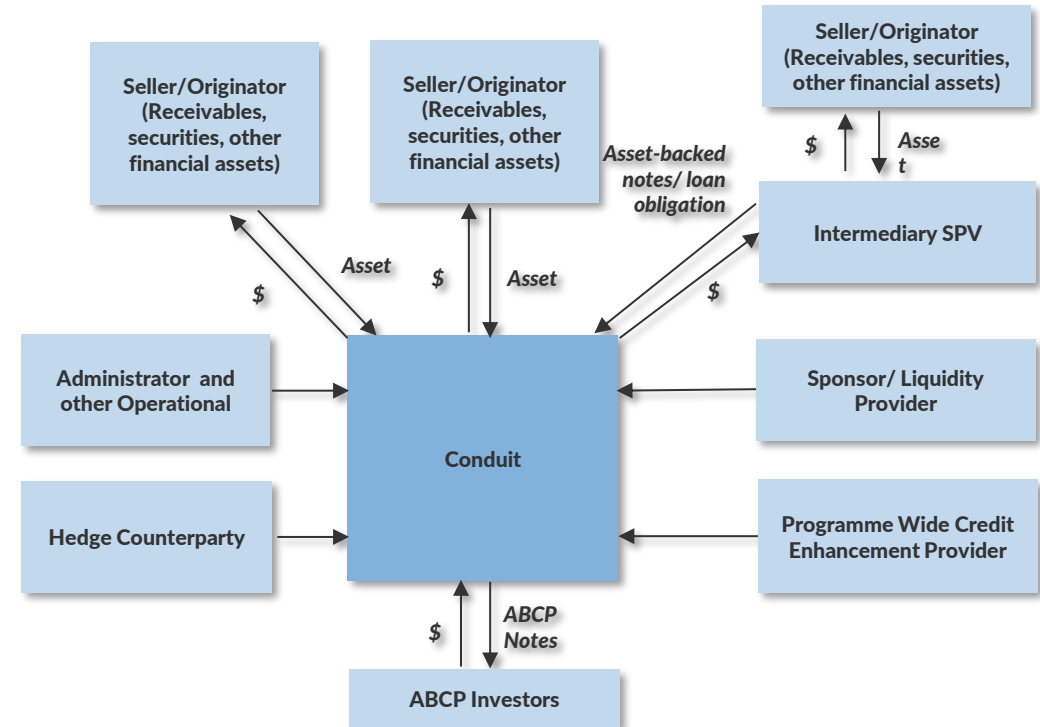 Seller/Originator
(Receivables,
securities, other
financial assets)
Seller/Originator
(Receivables,
securities, other
financial assets)
Seller/Originator
(Receivables, securities,
other financial assets)
$
Asse
t
Asset-backed
notes/ loan
obligation
Intermediary SPV
Asset
$
$
Asset
$
Administrator and
other Operational
Sponsor/ Liquidity
Provider
Conduit
Hedge Counterparty
Programme Wide Credit
Enhancement Provider
$
ABCP
Notes
ABCP Investors